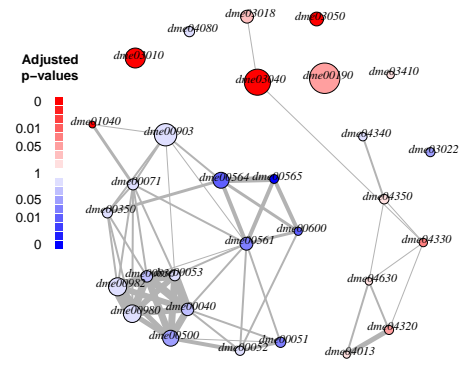 dme03018
dme03050
dme04080
dme03010
Adjusted
p-values
dme03040
dme00190
dme03410
0
0.01
0.05
1
0.05
0.01
0
dme01040
dme00903
dme04340
dme03022
dme00071
dme00564
dme00565
dme04350
dme00350
dme00600
dme00561
dme04330
dme00053
dme00982
dme04630
dme00980
dme00040
dme04320
dme00500
dme00052
dme00051
dme04013